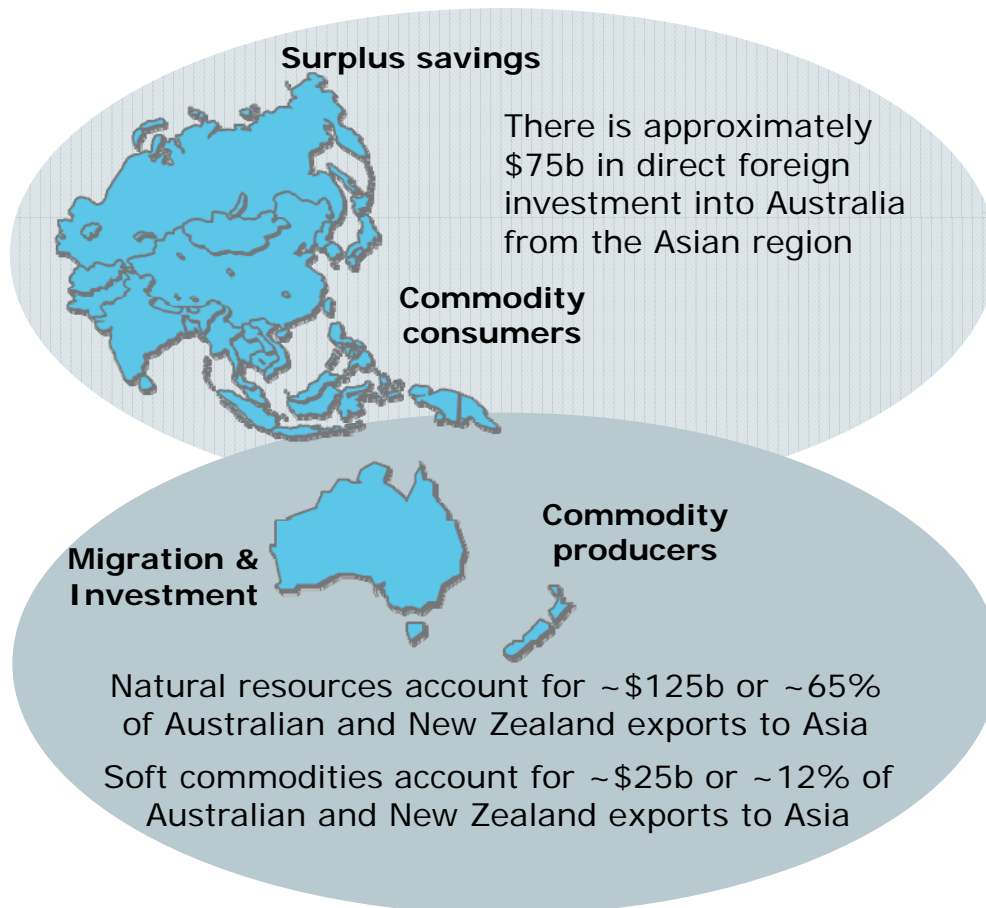 Surplus savings
There is approximately
$75b in direct foreign
investment into Australia
from the Asian region
Commodity
consumers
Commodity
producers
Migration &
Investment
Natural resources account for ~$125b or ~65%
of Australian and New Zealand exports to Asia
Soft commodities account for ~$25b or ~12% of
Australian and New Zealand exports to Asia